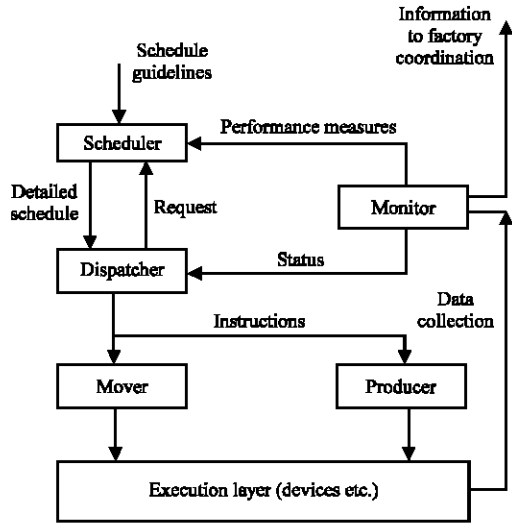 Information
to factory
coordination
Schedule
guidelines
Scheduler
Performance measures
Detailed
schedule
Request
Monitor
Dispatcher
Status
Data
collection
Instructions
Mover
Producer
Execution layer (devices etc.)